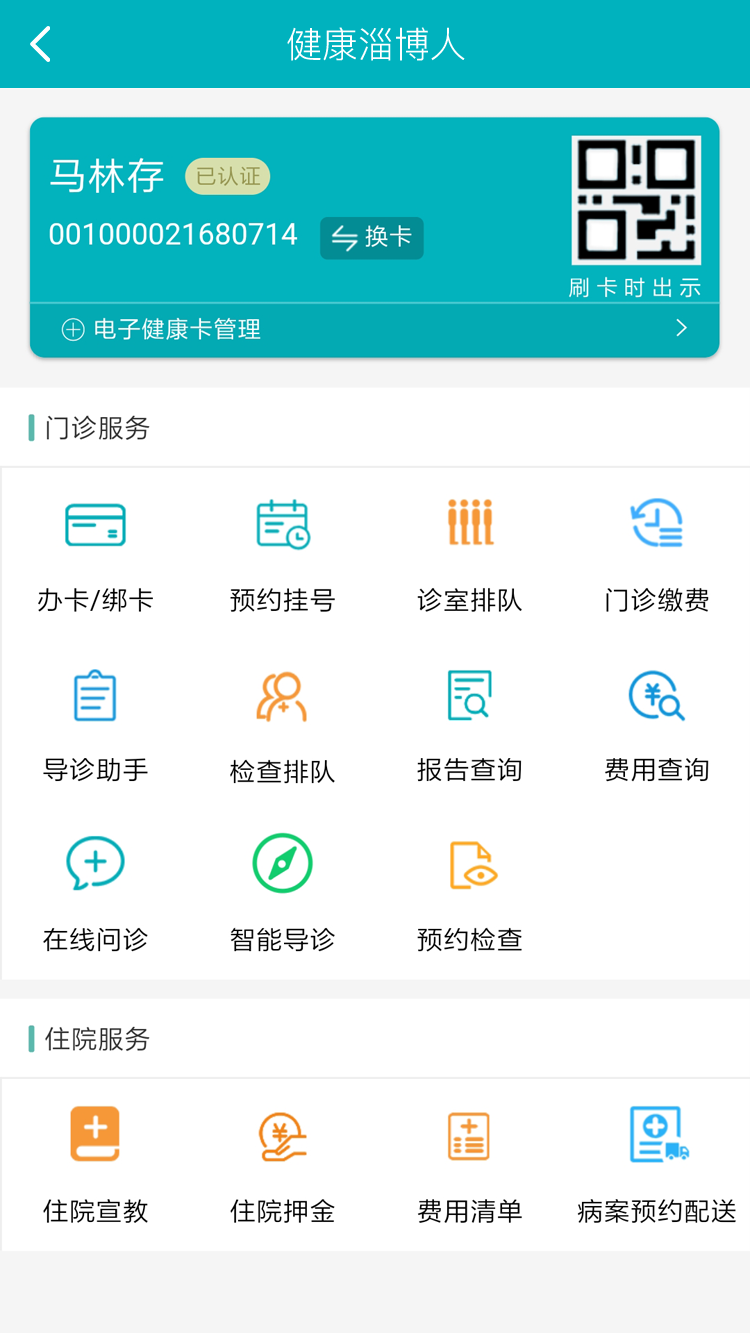 健康淄博人
马林存 已认证
001000021680714 换卡
刷卡时出示
电子健康卡管理
门诊服务
办卡/绑卡 预约挂号 诊室排队 门诊缴费
导诊助手 检查排队 报告查询 费用查询
在线问诊 智能导诊 预约检查
住院服务
住院宣教 住院押金 费用清单 病案预约配送